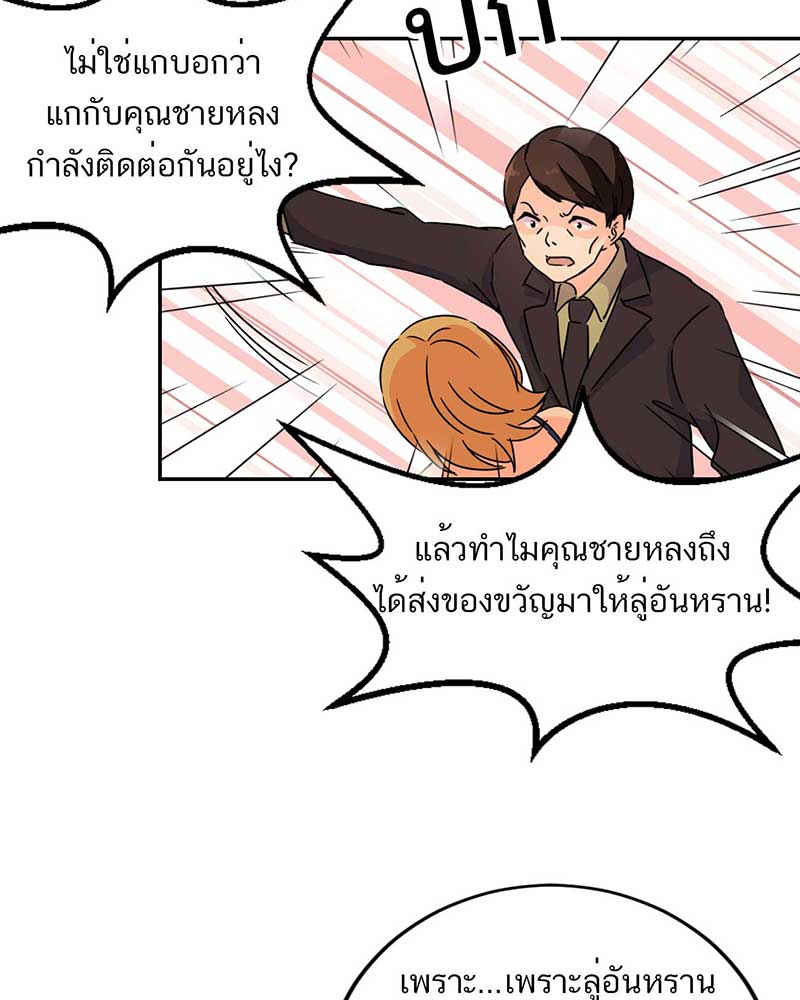 ปึก
ไม่ใช่แกบอกว่า
แกกับคุณชายหลง
กำลังติดต่อกันอยู่ไง?
แล้วทำไมคุณชายหลงถึง
ได้ส่งของขวัญมาให้ลู่อันหราน!
เพราะ...เพราะลู่อันหราน